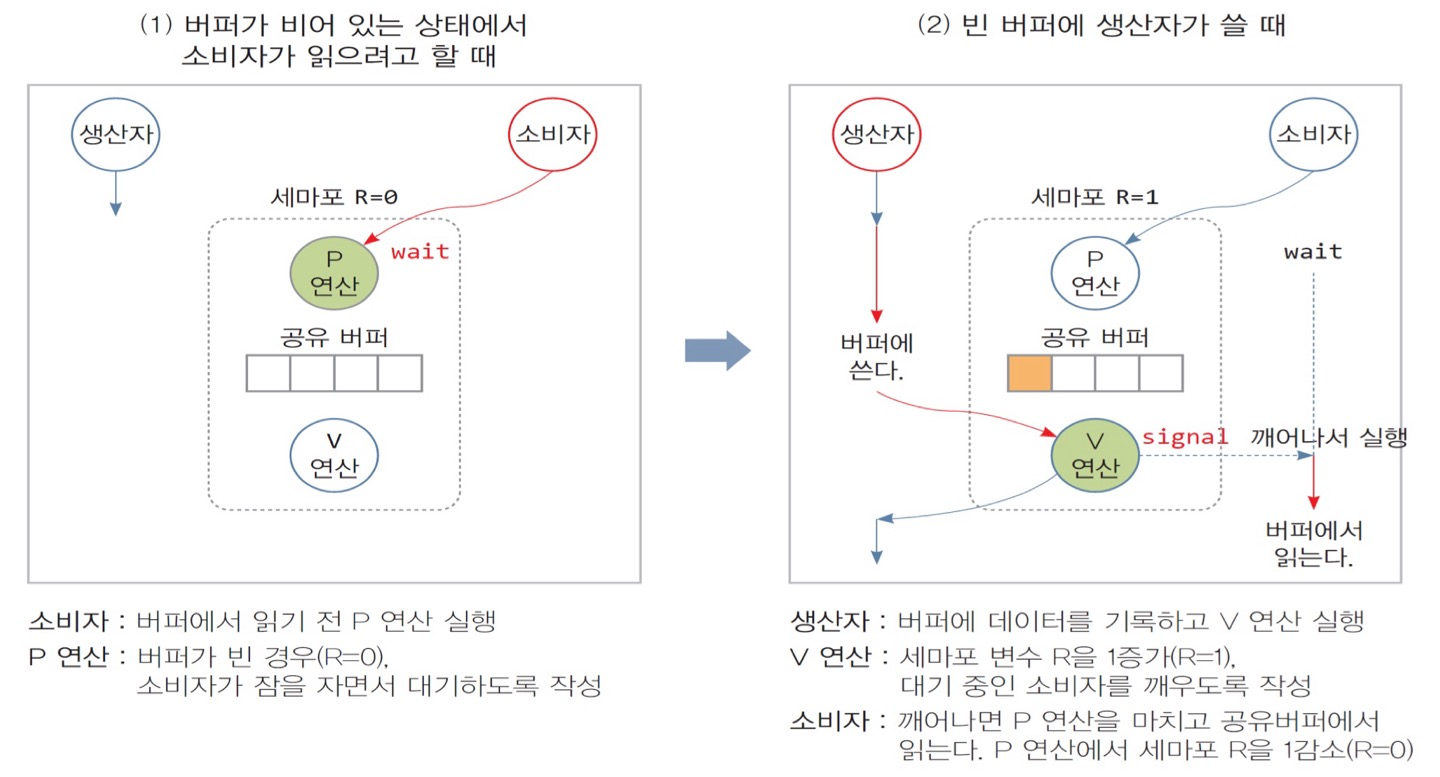 (1) 버퍼가 비어 있는 상태에서
소비자가 읽으려고 할 때
생산자
소비자
세마포 R=0
wait
P
연산
공유 버퍼
V
연산
소비자 : 버퍼에서 읽기 전 P 연산 실행
P 연산 : 버퍼가 빈 경우(R=0),
소비자가 잠을 자면서 대기하도록 작성
(2) 빈 버퍼에 생산자가 쓸 때
생산자
소비자
세마포 R=1
P
연산
wait
공유 버퍼
버퍼에
쓴다.
V
연산
signal
깨어나서 실행
버퍼에서
읽는다.
생산자 : 버퍼에 데이터를 기록하고 V 연산 실행
V 연산 : 세마포 변수 R을 1증가(R=1),
대기 중인 소비자를 깨우도록 작성
소비자 : 깨어나면 P 연산을 마치고 공유버퍼에서
읽는다. P 연산에서 세마포 R을 1감소(R=0)